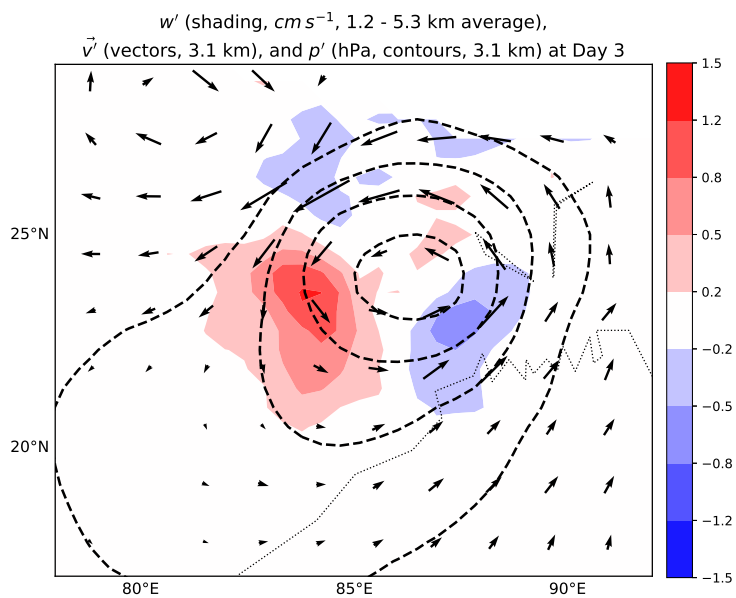 w′ (shading, cm s⁻¹, 1.2 - 5.3 km average),
v⃗′ (vectors, 3.1 km), and p′ (hPa, contours, 3.1 km) at Day 3
25°N
20°N
80°E
85°E
90°E
1.5
1.2
0.8
0.5
0.2
−0.2
−0.5
−0.8
−1.2
−1.5